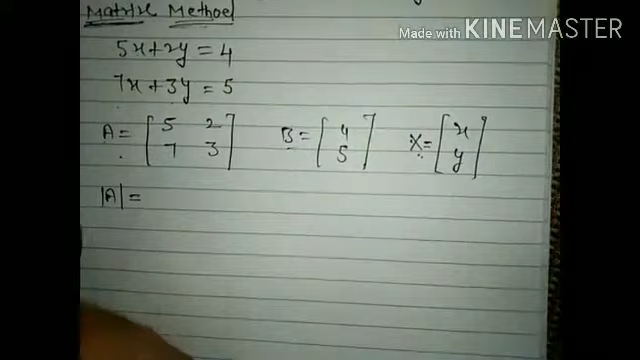 Matrix Method
Made with KINEMASTER
5x+2y=4
7x+3y=5
A= [5 2 7 3] B= [4 5] X= [x y]
|A|=